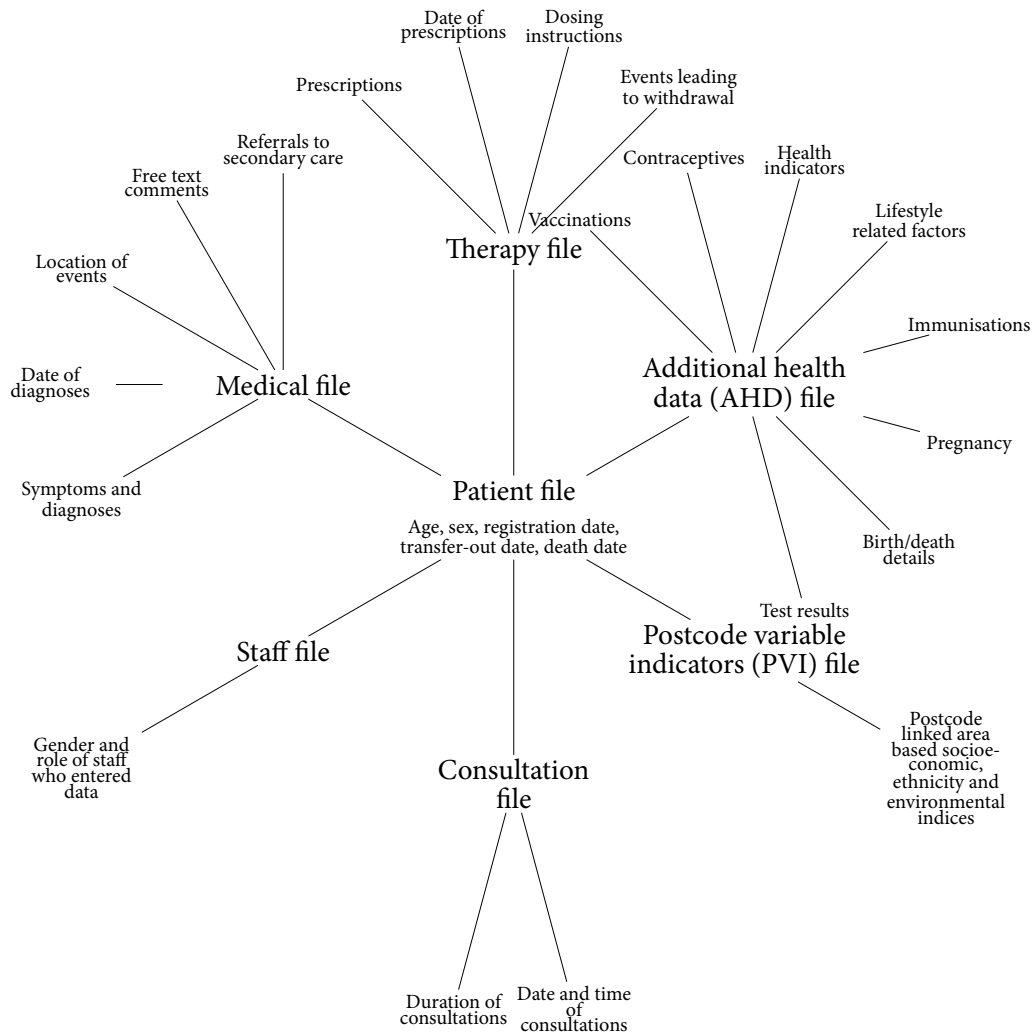 Date of
prescriptions
Dosing
instructions
Prescriptions
Events leading
to withdrawal
Referrals to
secondary care
Contraceptives
Health
indicators
Free text
comments
Vaccinations
Lifestyle
related factors
Therapy file
Location of
events
Immunisations
Date of
diagnoses
Medical file
Additional health
data (AHD) file
Pregnancy
Symptoms and
diagnoses
Patient file
Age, sex, registration date,
transfer-out date, death date
Birth/death
details
Test results
Staff file
Postcode variable
indicators (PVI) file
Gender and
role of staff
who entered
data
Postcode
linked area
based socioe-
conomic,
ethnicity and
environmental
indices
Consultation
file
Duration of
consultations
Date and time
of
consultations